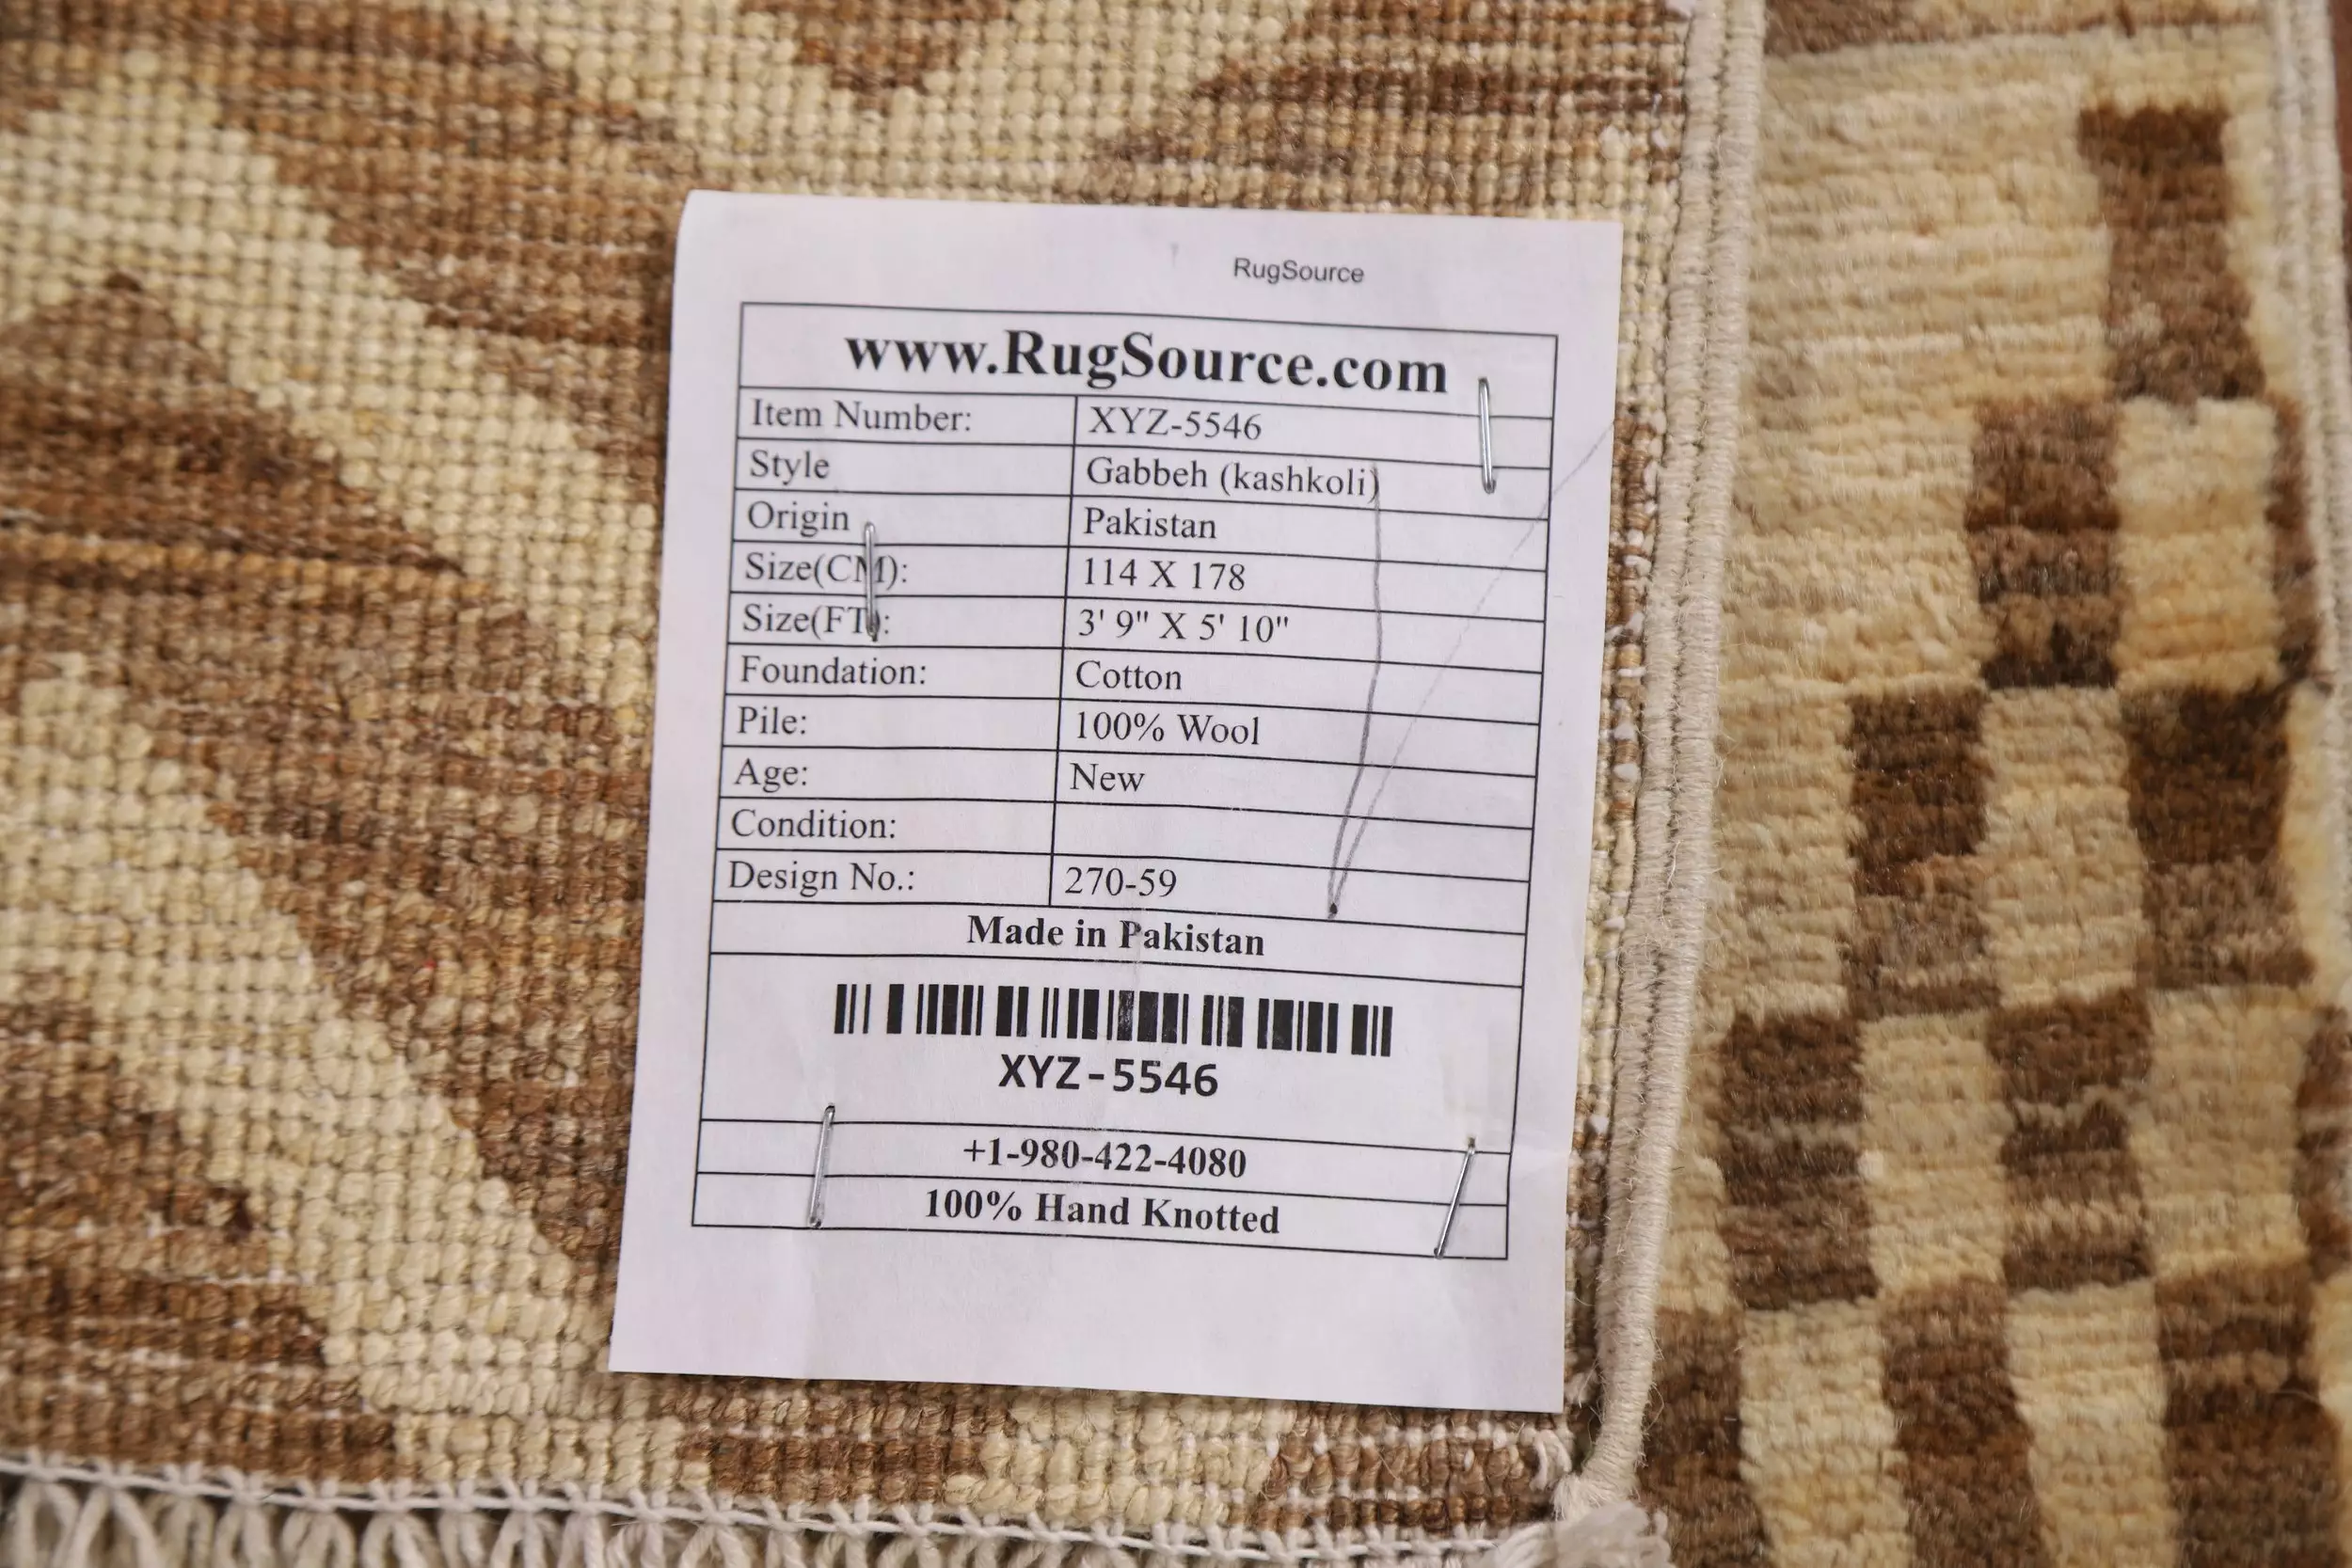 RugSource
www.RugSource.com
Item Number: XYZ-5546
Style Gabbeh (kashkoli)
Origin Pakistan
Size(CM): 114 X 178
Size(FT): 3' 9" X 5' 10"
Foundation: Cotton
Pile: 100% Wool
Age: New
Condition:
Design No.: 270-59
Made in Pakistan
XYZ-5546
+1-980-422-4080
100% Hand Knotted